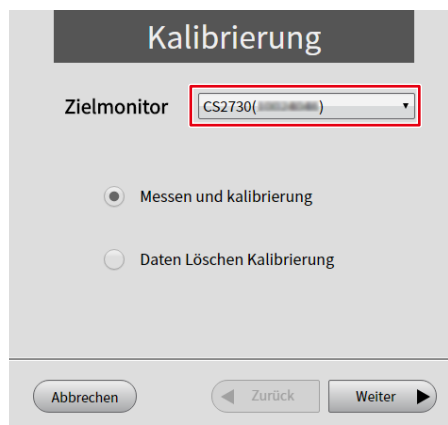 Kalibrierung
Zielmonitor CS2730( )
Messen und kalibrierung
Daten Löschen Kalibrierung
Abbrechen Zurück Weiter